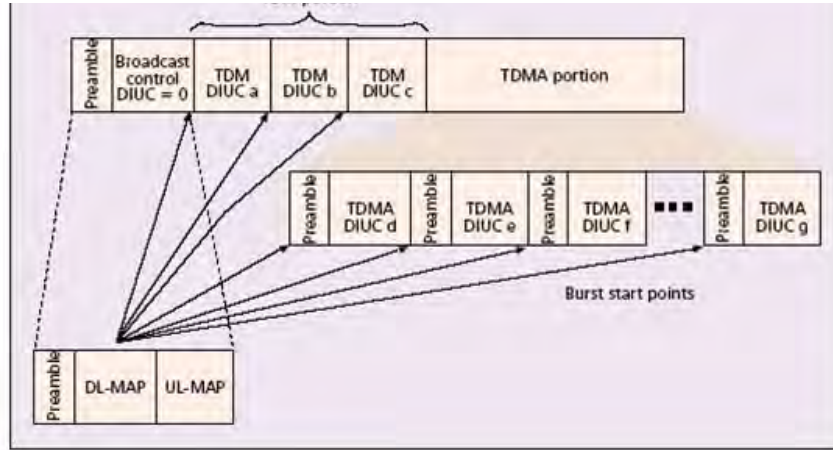 Preamble
Broadcast
control
DIUC = 0
TDM
DIUC a
TDM
DIUC b
TDM
DIUC c
TDMA portion
Preamble
TDMA
DIUC d
Preamble
TDMA
DIUC e
Preamble
TDMA
DIUC f
Preamble
TDMA
DIUC g
Burst start points
Preamble
DL-MAP
UL-MAP